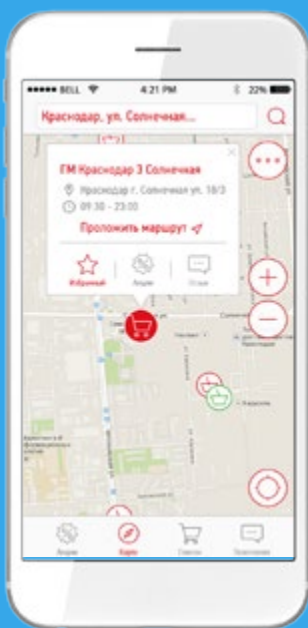 BELL 4:21 PM 22%
Краснодар, ул. Солнечная...
ГМ Краснодар 3 Солнечная
Краснодар г. Солнечная ул. 18/3
09:30 - 23:00
Проложить маршрут
Избранный Акции Отзыв
Акции Карта Список